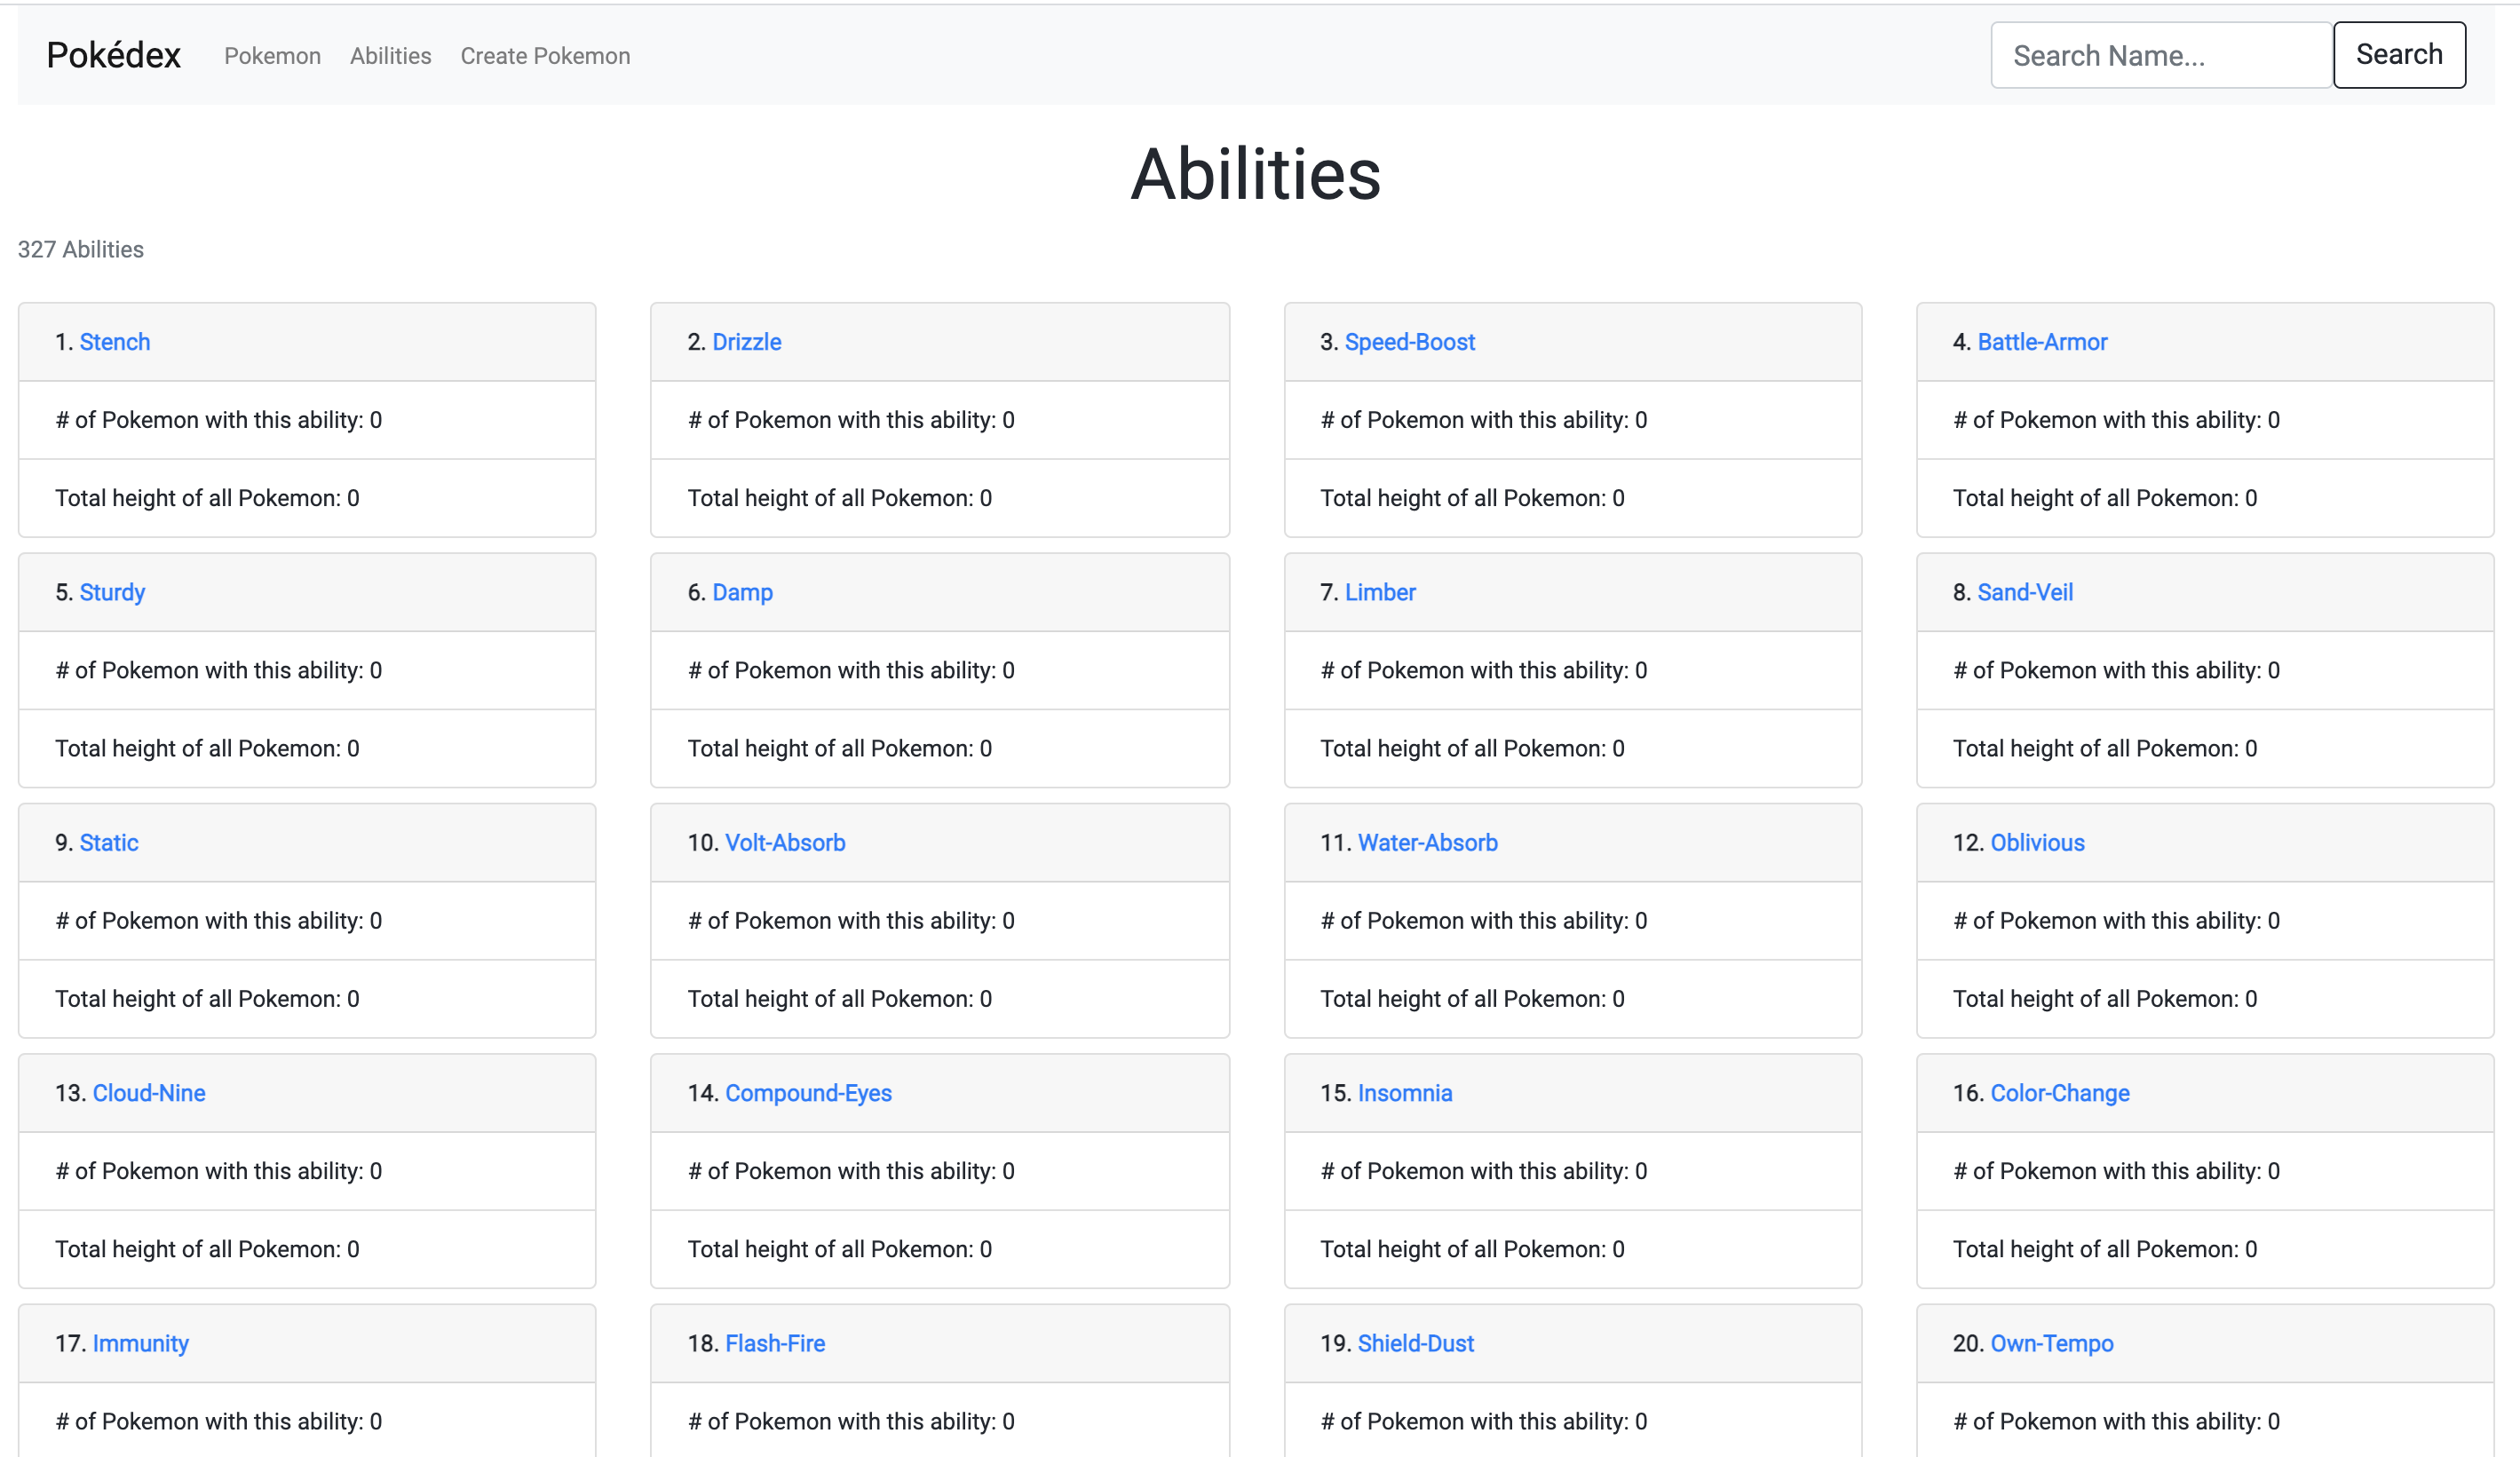 Pokédex Pokemon Abilities Create Pokemon Search Name... Search
Abilities
327 Abilities
1. Stench
# of Pokemon with this ability: 0
Total height of all Pokemon: 0
2. Drizzle
# of Pokemon with this ability: 0
Total height of all Pokemon: 0
3. Speed-Boost
# of Pokemon with this ability: 0
Total height of all Pokemon: 0
4. Battle-Armor
# of Pokemon with this ability: 0
Total height of all Pokemon: 0
5. Sturdy
# of Pokemon with this ability: 0
Total height of all Pokemon: 0
6. Damp
# of Pokemon with this ability: 0
Total height of all Pokemon: 0
7. Limber
# of Pokemon with this ability: 0
Total height of all Pokemon: 0
8. Sand-Veil
# of Pokemon with this ability: 0
Total height of all Pokemon: 0
9. Static
# of Pokemon with this ability: 0
Total height of all Pokemon: 0
10. Volt-Absorb
# of Pokemon with this ability: 0
Total height of all Pokemon: 0
11. Water-Absorb
# of Pokemon with this ability: 0
Total height of all Pokemon: 0
12. Oblivious
# of Pokemon with this ability: 0
Total height of all Pokemon: 0
13. Cloud-Nine
# of Pokemon with this ability: 0
Total height of all Pokemon: 0
14. Compound-Eyes
# of Pokemon with this ability: 0
Total height of all Pokemon: 0
15. Insomnia
# of Pokemon with this ability: 0
Total height of all Pokemon: 0
16. Color-Change
# of Pokemon with this ability: 0
Total height of all Pokemon: 0
17. Immunity
# of Pokemon with this ability: 0
18. Flash-Fire
# of Pokemon with this ability: 0
19. Shield-Dust
# of Pokemon with this ability: 0
20. Own-Tempo
# of Pokemon with this ability: 0